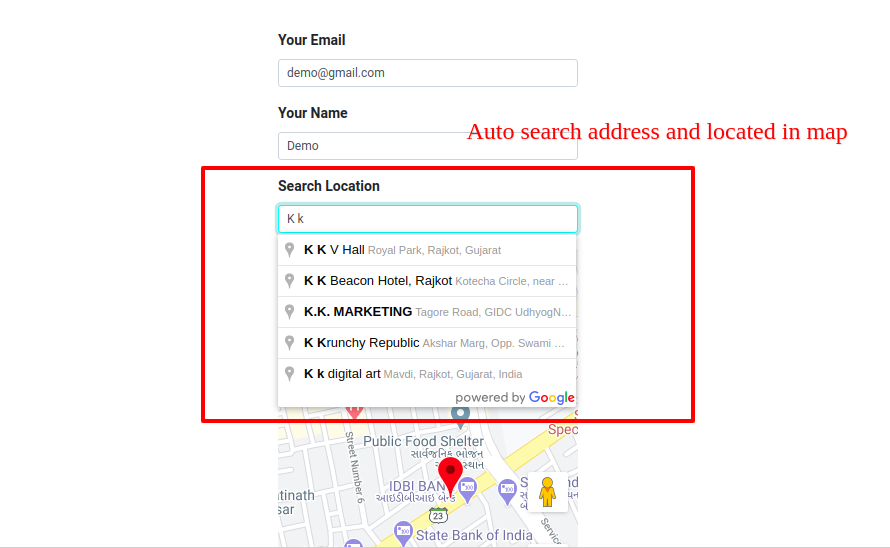 Your Email
demo@gmail.com
Your Name
Auto search address and located in map
Demo
Search Location
K k
K K V Hall Royal Park, Rajkot, Gujarat
K K Beacon Hotel, Rajkot Kotecha Circle, near ...
K.K. MARKETING Tagore Road, GIDC UdhyogN...
K Krunchy Republic Akshar Marg, Opp. Swami ...
K k digital art Mavdi, Rajkot, Gujarat, India
powered by Google
Spec
Street Number 6
Public Food Shelter
સાર્વજનિક ભોજન
IDBI BANK
આઇડીબીઆઇ બેન્ક
atinath
sar
23
State Bank of India
Servic